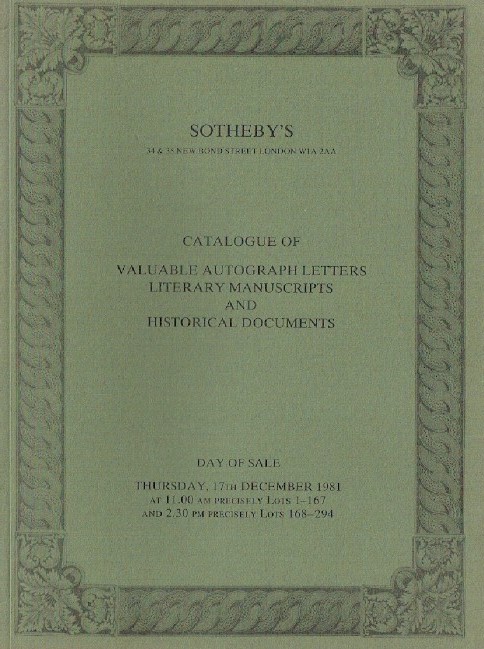 SOTHEBY'S
34 & 35 NEW BOND STREET LONDON W1A 2AA
CATALOGUE OF
VALUABLE AUTOGRAPH LETTERS
LITERARY MANUSCRIPTS
AND
HISTORICAL DOCUMENTS
DAY OF SALE
THURSDAY, 17TH DECEMBER 1981
AT 11.00 AM PRECISELY LOTS 1–167
AND 2.30 PM PRECISELY LOTS 168–294